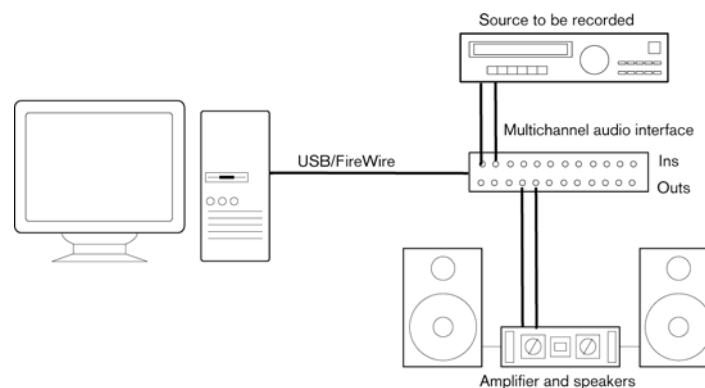 Source to be recorded
Multichannel audio interface
USB/FireWire
Ins
Outs
Amplifier and speakers